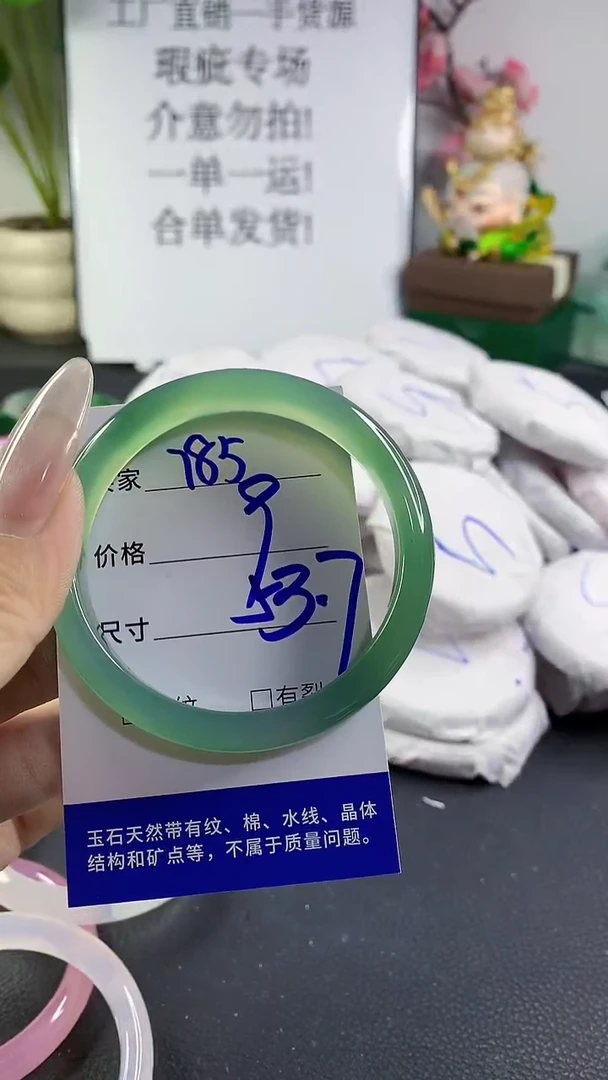 工厂直销一手货源
瑕疵专场
介意勿拍!
一单一运!
合单发货!
家 785
价格 9
尺寸 53.7
纹 □有裂
玉石天然带有纹、棉、水线、晶体
结构和矿点等，不属于质量问题。